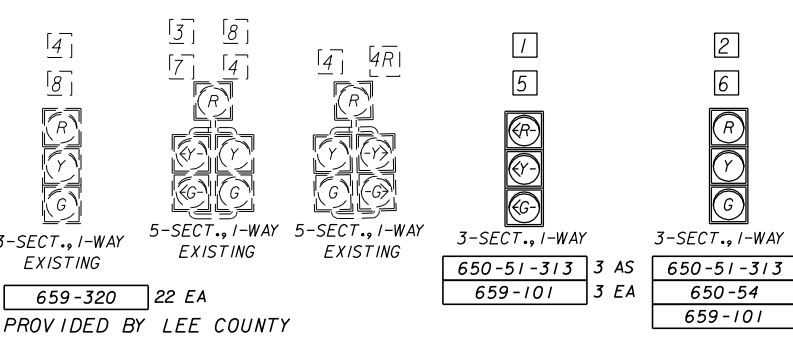 4
8
R
Y
G
3-SECT., 1-WAY
EXISTING
3 8
7 4
R
<Y- Y
<G- G
5-SECT., 1-WAY
EXISTING
4 4R
R
Y -Y>
G -G>
5-SECT., 1-WAY
EXISTING
1
5
<R-
<Y-
<G-
3-SECT., 1-WAY
650-51-313 3 AS
659-101 3 EA
2
6
R
Y
G
3-SECT., 1-WAY
650-51-313
650-54
659-101
659-320 22 EA
PROVIDED BY LEE COUNTY